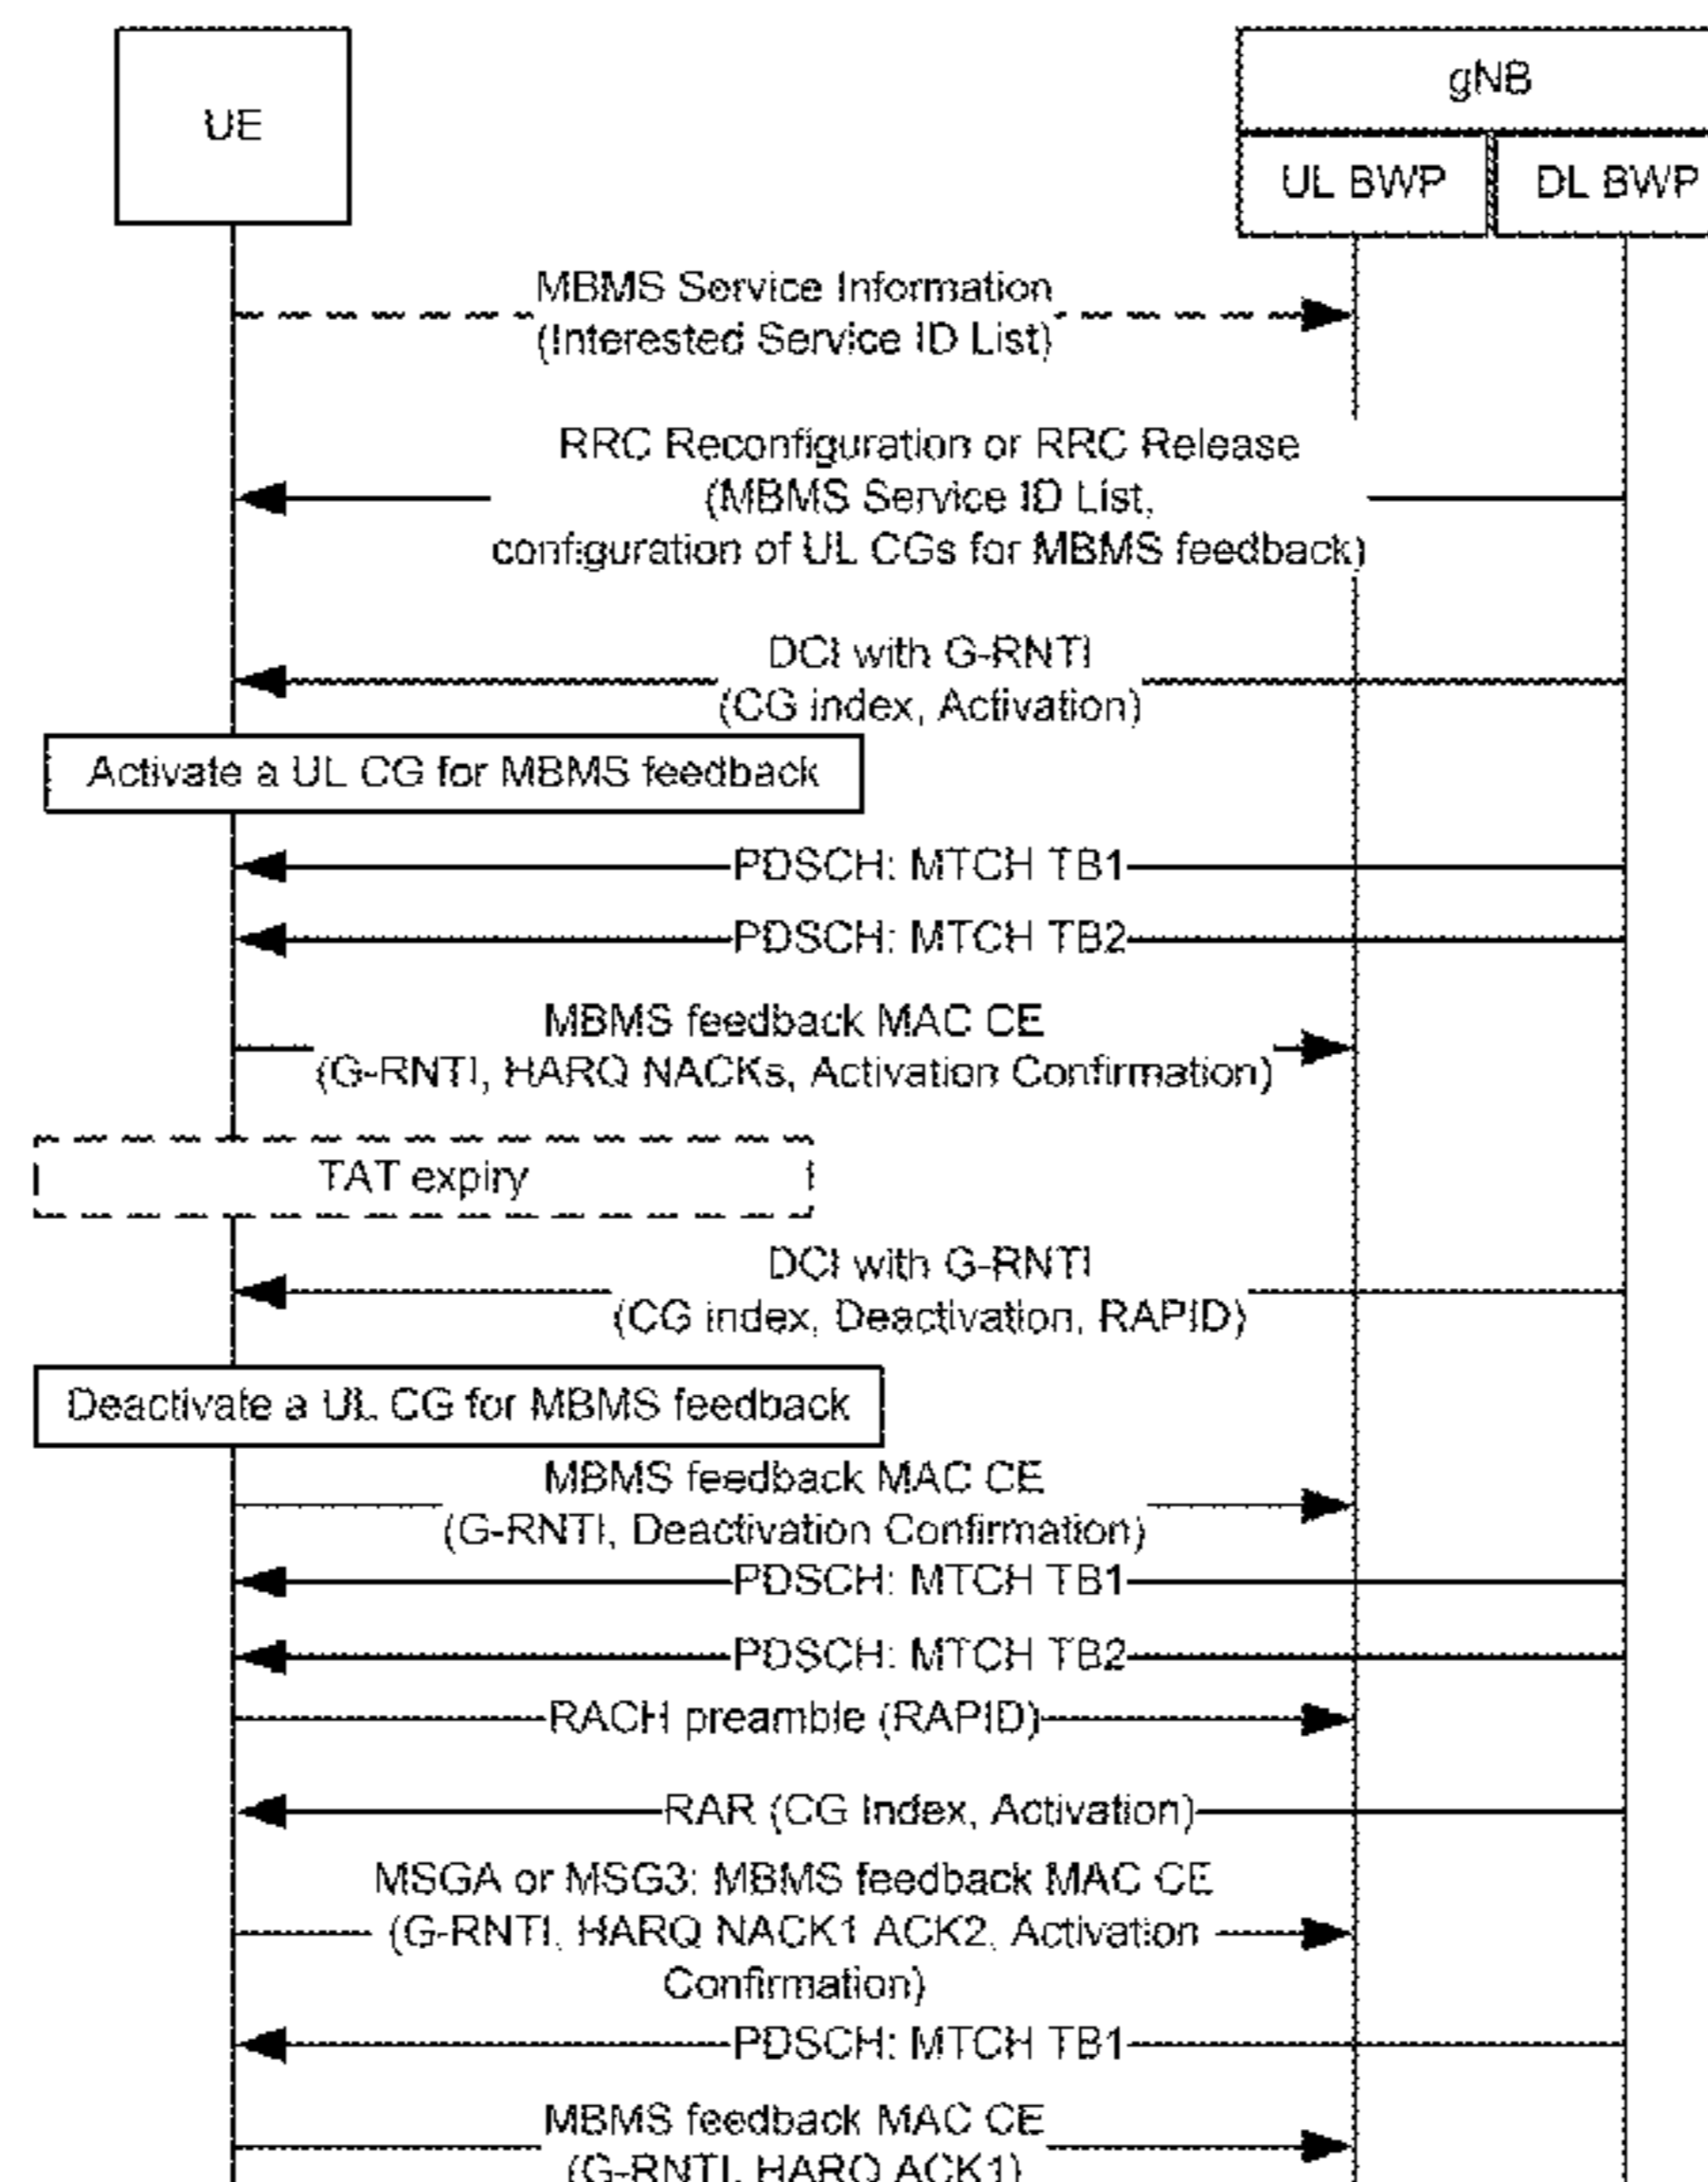 UE
gNB
UL BWP
DL BWP
MBMS Service Information
(Interested Service ID List)
RRC Reconfiguration or RRC Release
(MBMS Service ID List,
configuration of UL CGs for MBMS feedback)
DCI with G-RNTI
(CG index, Activation)
Activate a UL CG for MBMS feedback
PDSCH: MTCH TB1
PDSCH: MTCH TB2
MBMS feedback MAC CE
(G-RNTI, HARQ NACKs, Activation Confirmation)
TAT expiry
DCI with G-RNTI
(CG index, Deactivation, RAPID)
Deactivate a UL CG for MBMS feedback
MBMS feedback MAC CE
(G-RNTI, Deactivation Confirmation)
PDSCH: MTCH TB1
PDSCH: MTCH TB2
RACH preamble (RAPID)
RAR (CG Index, Activation)
MSGA or MSG3: MBMS feedback MAC CE
(G-RNTI, HARQ NACK1 ACK2, Activation
Confirmation)
PDSCH: MTCH TB1
MBMS feedback MAC CE
(G-RNTI, HARQ ACK1)